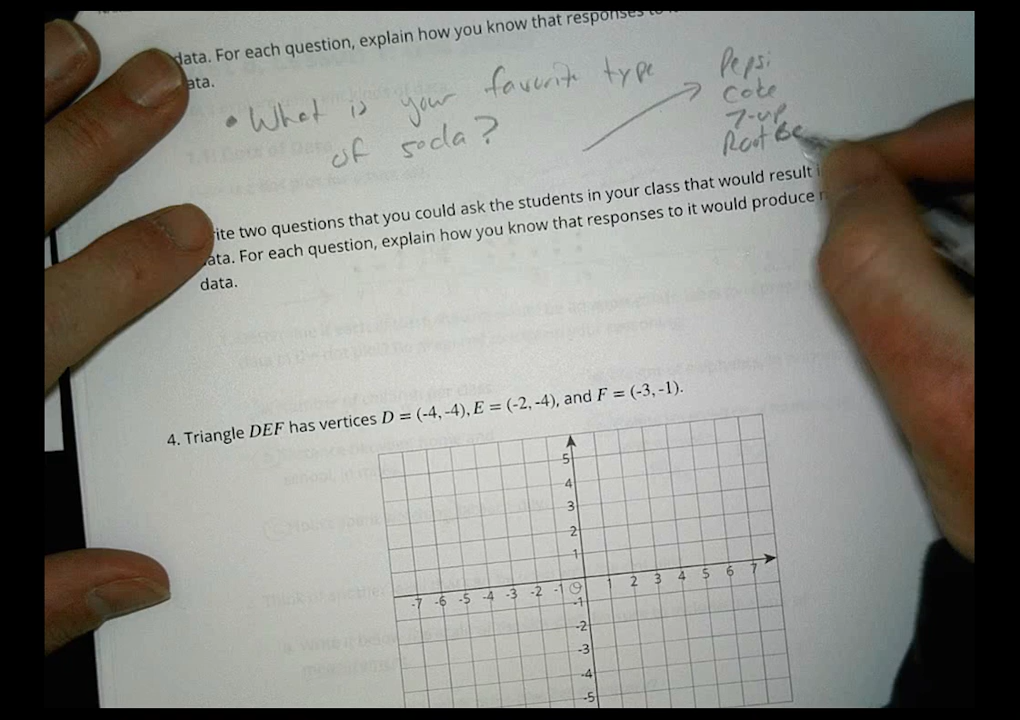 data. For each question, explain how you know that responses to
ata.
• What is your favorite type
of soda?
Pepsi
coke
7-up
Root Be
ite two questions that you could ask the students in your class that would result i
ata. For each question, explain how you know that responses to it would produce n
data.
4. Triangle DEF has vertices D = (-4,-4), E = (-2,-4), and F = (-3,-1).
5
4
3
2
1
-7 -6 -5 -4 -3 -2 -1 O 1 2 3 4 5 6 7
-1
-2
-3
-4
-5